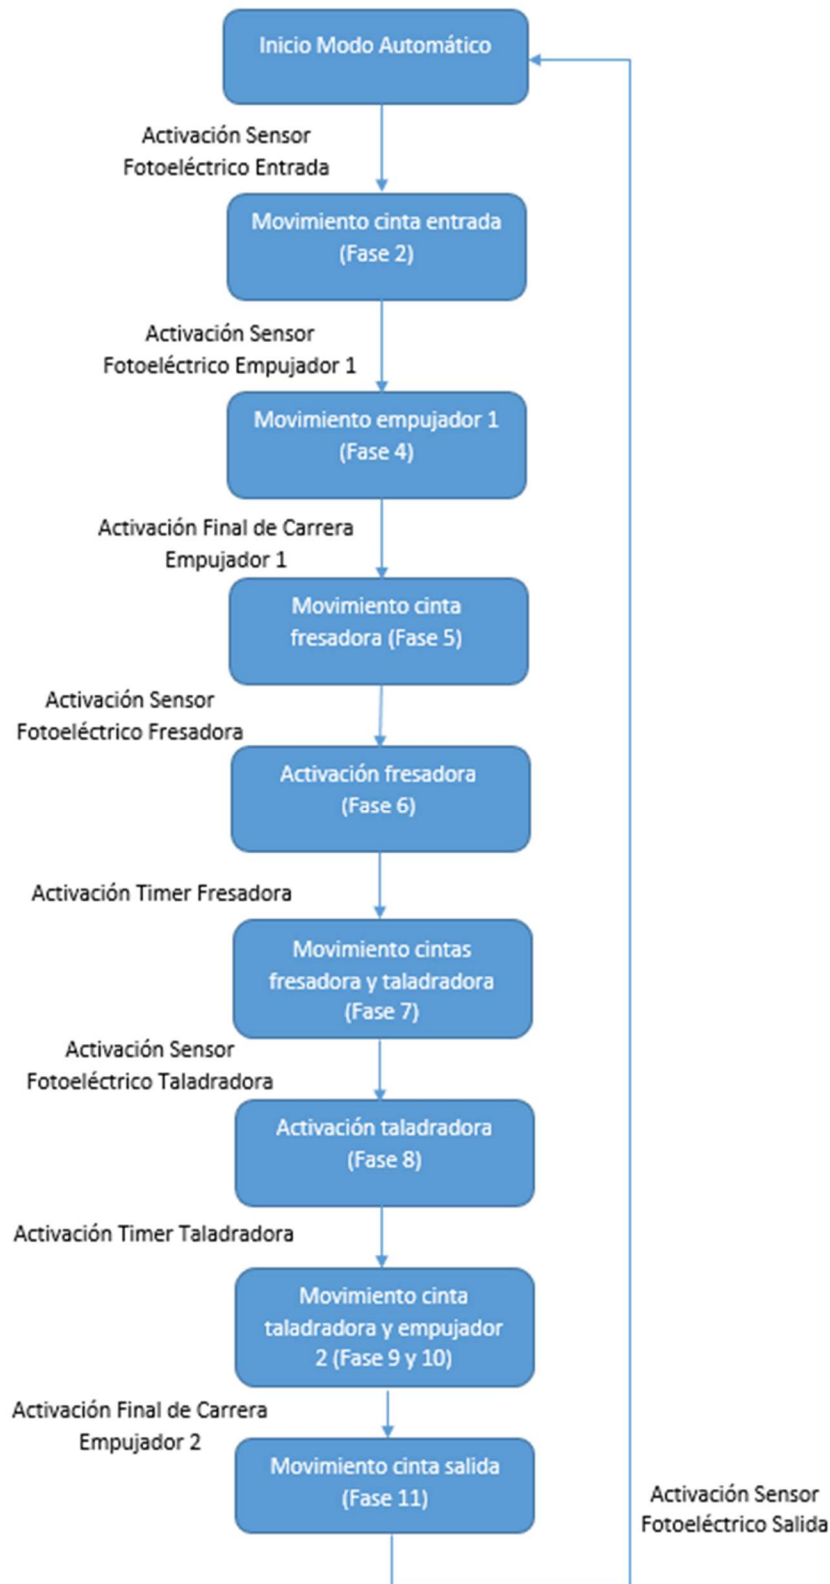 Inicio Modo Automático
Activación Sensor
Fotoeléctrico Entrada
Movimiento cinta entrada
(Fase 2)
Activación Sensor
Fotoeléctrico Empujador 1
Movimiento empujador 1
(Fase 4)
Activación Final de Carrera
Empujador 1
Movimiento cinta
fresadora (Fase 5)
Activación Sensor
Fotoeléctrico Fresadora
Activación fresadora
(Fase 6)
Activación Timer Fresadora
Movimiento cintas
fresadora y taladradora
(Fase 7)
Activación Sensor
Fotoeléctrico Taladradora
Activación taladradora
(Fase 8)
Activación Timer Taladradora
Movimiento cinta
taladradora y empujador
2 (Fase 9 y 10)
Activación Final de Carrera
Empujador 2
Movimiento cinta salida
(Fase 11)
Activación Sensor
Fotoeléctrico Salida